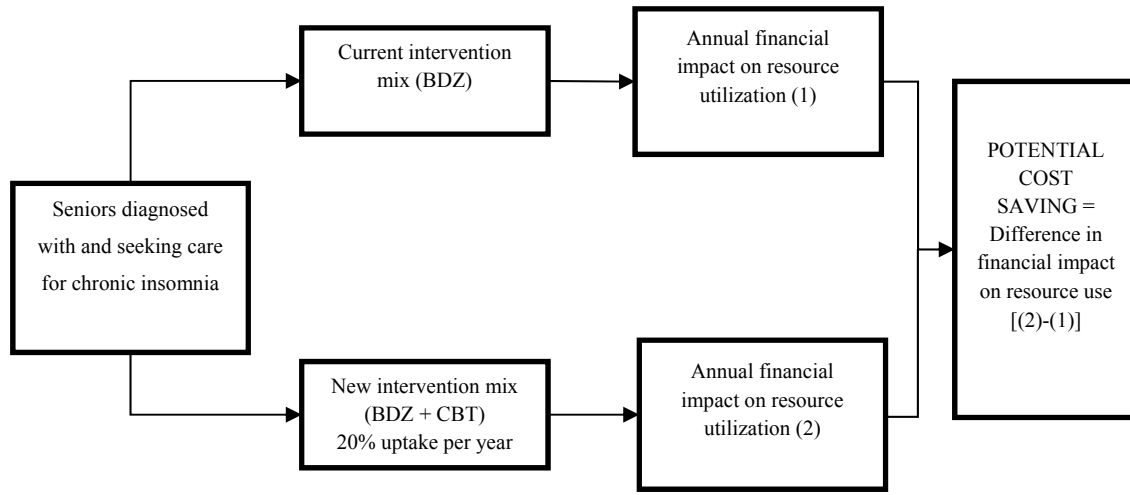 Seniors diagnosed
with and seeking care
for chronic insomnia
Current intervention
mix (BDZ)
Annual financial
impact on resource
utilization (1)
New intervention mix
(BDZ + CBT)
20% uptake per year
Annual financial
impact on resource
utilization (2)
POTENTIAL
COST
SAVING =
Difference in
financial impact
on resource use
[(2)-(1)]